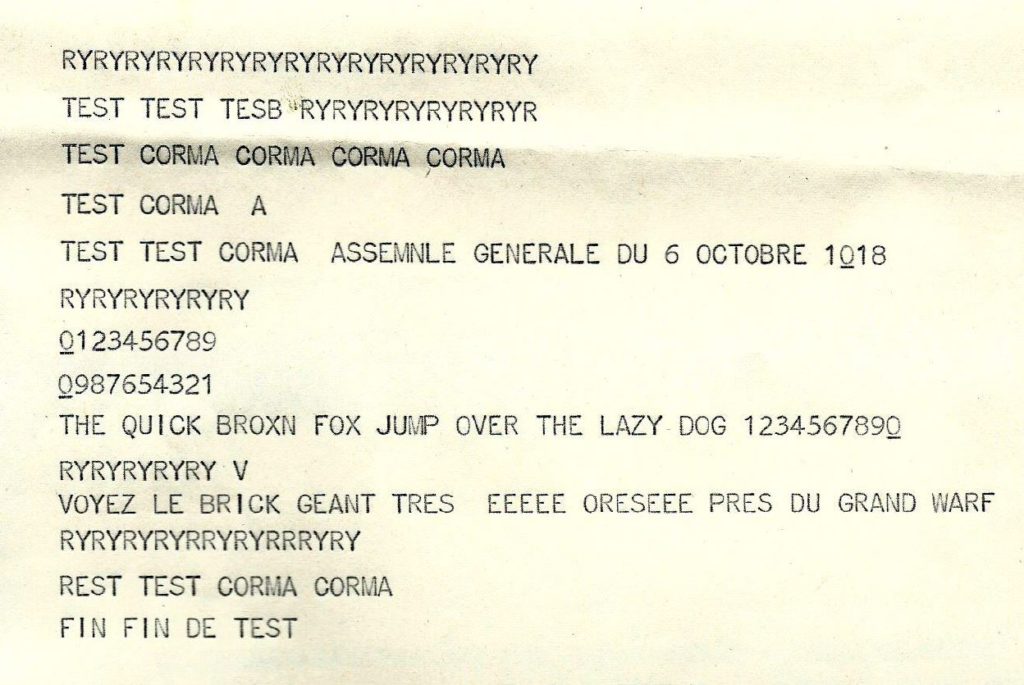 RYRYRYRYRYRYRYRYRYRYRYRYRYRYRY
TEST TEST TESB "RYRYRYRYRYRYRYR
TEST CORMA CORMA CORMA CORMA
TEST CORMA  A
TEST TEST CORMA  ASSEMNLE GENERALE DU 6 OCTOBRE 1018
RYRYRYRYRYRY
0123456789
0987654321
THE QUICK BROXN FOX JUMP OVER THE LAZY DOG 1234567890
RYRYRYRYRY V
VOYEZ LE BRICK GEANT TRES  EEEEE ORESEEE PRES DU GRAND WARF
RYRYRYRYRRYRYRRRYRY
REST TEST CORMA CORMA
FIN FIN DE TEST